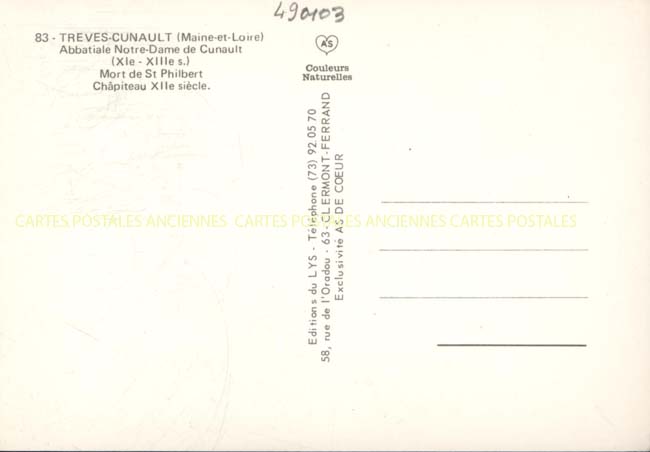 490103
83 - TREVES-CUNAULT (Maine-et-Loire)
Abbatiale Notre-Dame de Cunault
(XIe - XIIIe s.)
Mort de St Philbert
Châpiteau XIIe siècle.
AS
Couleurs
Naturelles
Editions du LYS - Téléphone (73) 92 05 70
58, rue de l'Oradou - 63 - CLERMONT-FERRAND
Exclusivité AS DE COEUR
CARTES POSTALES ANCIENNES CARTES POSTALES ANCIENNES CARTES POSTALES